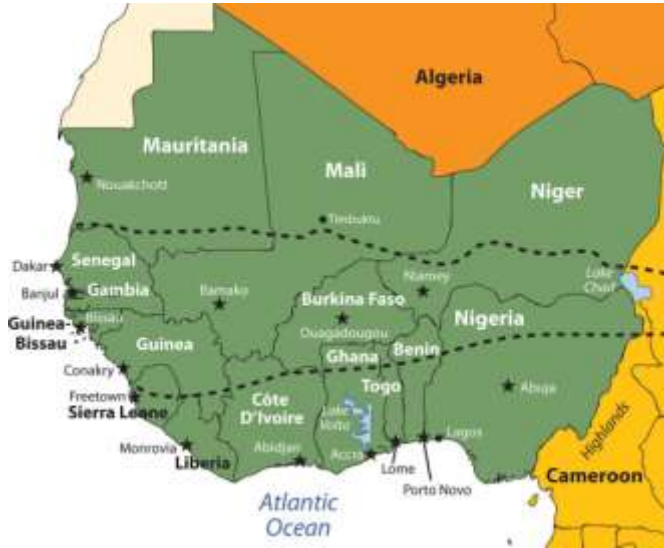 Algeria
Mauritania
Mali
Niger
Nouakchott
Timbuktu
Dakar
Senegal
Banjul
Gambia
Bissau
Guinea-
Bissau
Bamako
Burkina Faso
Ouagadougou
Niamey
Lake
Chad
Nigeria
Guinea
Ghana
Benin
Conakry
Togo
Abuja
Freetown
Sierra Leone
Côte
D'Ivoire
Lake
Volta
Highlands
Monrovia
Liberia
Abidjan
Accra
Lome
Lagos
Porto Novo
Cameroon
Atlantic
Ocean